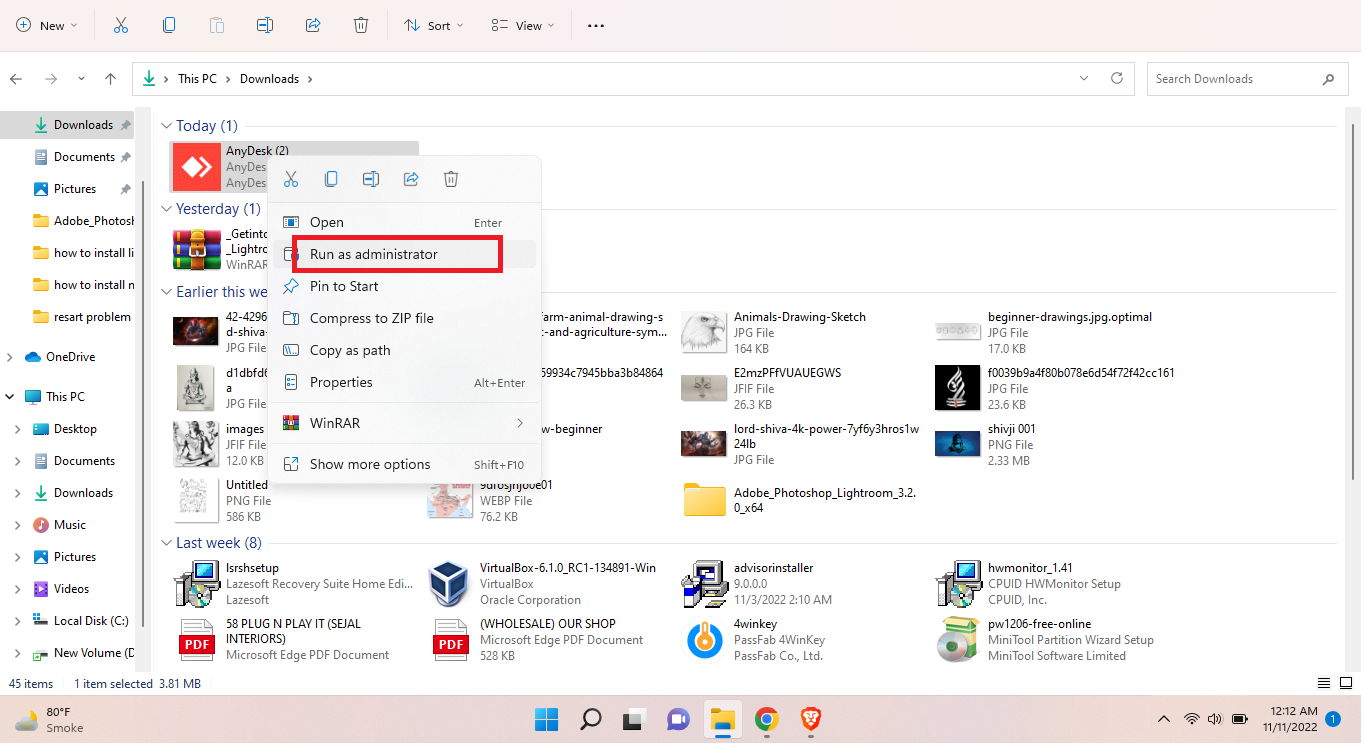 New
Sort
View
This PC
Downloads
Search Downloads
Downloads
Documents
Pictures
Adobe_Photosh
how to install li
how to install n
resart problem
OneDrive
This PC
Desktop
Documents
Downloads
Music
Pictures
Videos
Local Disk (C:)
New Volume (D
Today (1)
AnyDesk (2)
AnyDes
AnyDes
Yesterday (1)
_Getinto
_Lightro
WinRAR
Open Enter
Run as administrator
Pin to Start
Compress to ZIP file
Copy as path
Properties Alt+Enter
WinRAR
Show more options Shift+F10
Earlier this we
42-4296
d-shiva-
JPG File
farm-animal-drawing-s
t-and-agriculture-sym...
Animals-Drawing-Sketch
JPG File
164 KB
beginner-drawings.jpg.optimal
JPG File
17.0 KB
d1dbfd6
a
JPG File
59934c7945bba3b84864
E2mzPFfVUAUEGWS
JFIF File
26.3 KB
f0039b9a4f80b078e6d54f72f42cc161
JPG File
23.6 KB
images
JFIF File
12.0 KB
w-beginner
lord-shiva-4k-power-7yf6y3hros1w
24lb
JPG File
shivji 001
PNG File
2.33 MB
Untitled
PNG File
586 KB
WEBP File
76.2 KB
Adobe_Photoshop_Lightroom_3.2.
0_x64
Last week (8)
lsrshsetup
Lazesoft Recovery Suite Home Edi...
Lazesoft
VirtualBox-6.1.0_RC1-134891-Win
VirtualBox
Oracle Corporation
advisorinstaller
9.0.0.0
11/3/2022 2:10 AM
hwmonitor_1.41
CPUID HWMonitor Setup
CPUID, Inc.
PDF
58 PLUG N PLAY IT (SEJAL
INTERIORS)
Microsoft Edge PDF Document
PDF
(WHOLESALE) OUR SHOP
Microsoft Edge PDF Document
528 KB
4winkey
PassFab 4WinKey
PassFab Co., Ltd.
pw1206-free-online
MiniTool Partition Wizard Setup
MiniTool Software Limited
45 items 1 item selected 3.81 MB
80°F
Smoke
12:12 AM
11/11/2022
1